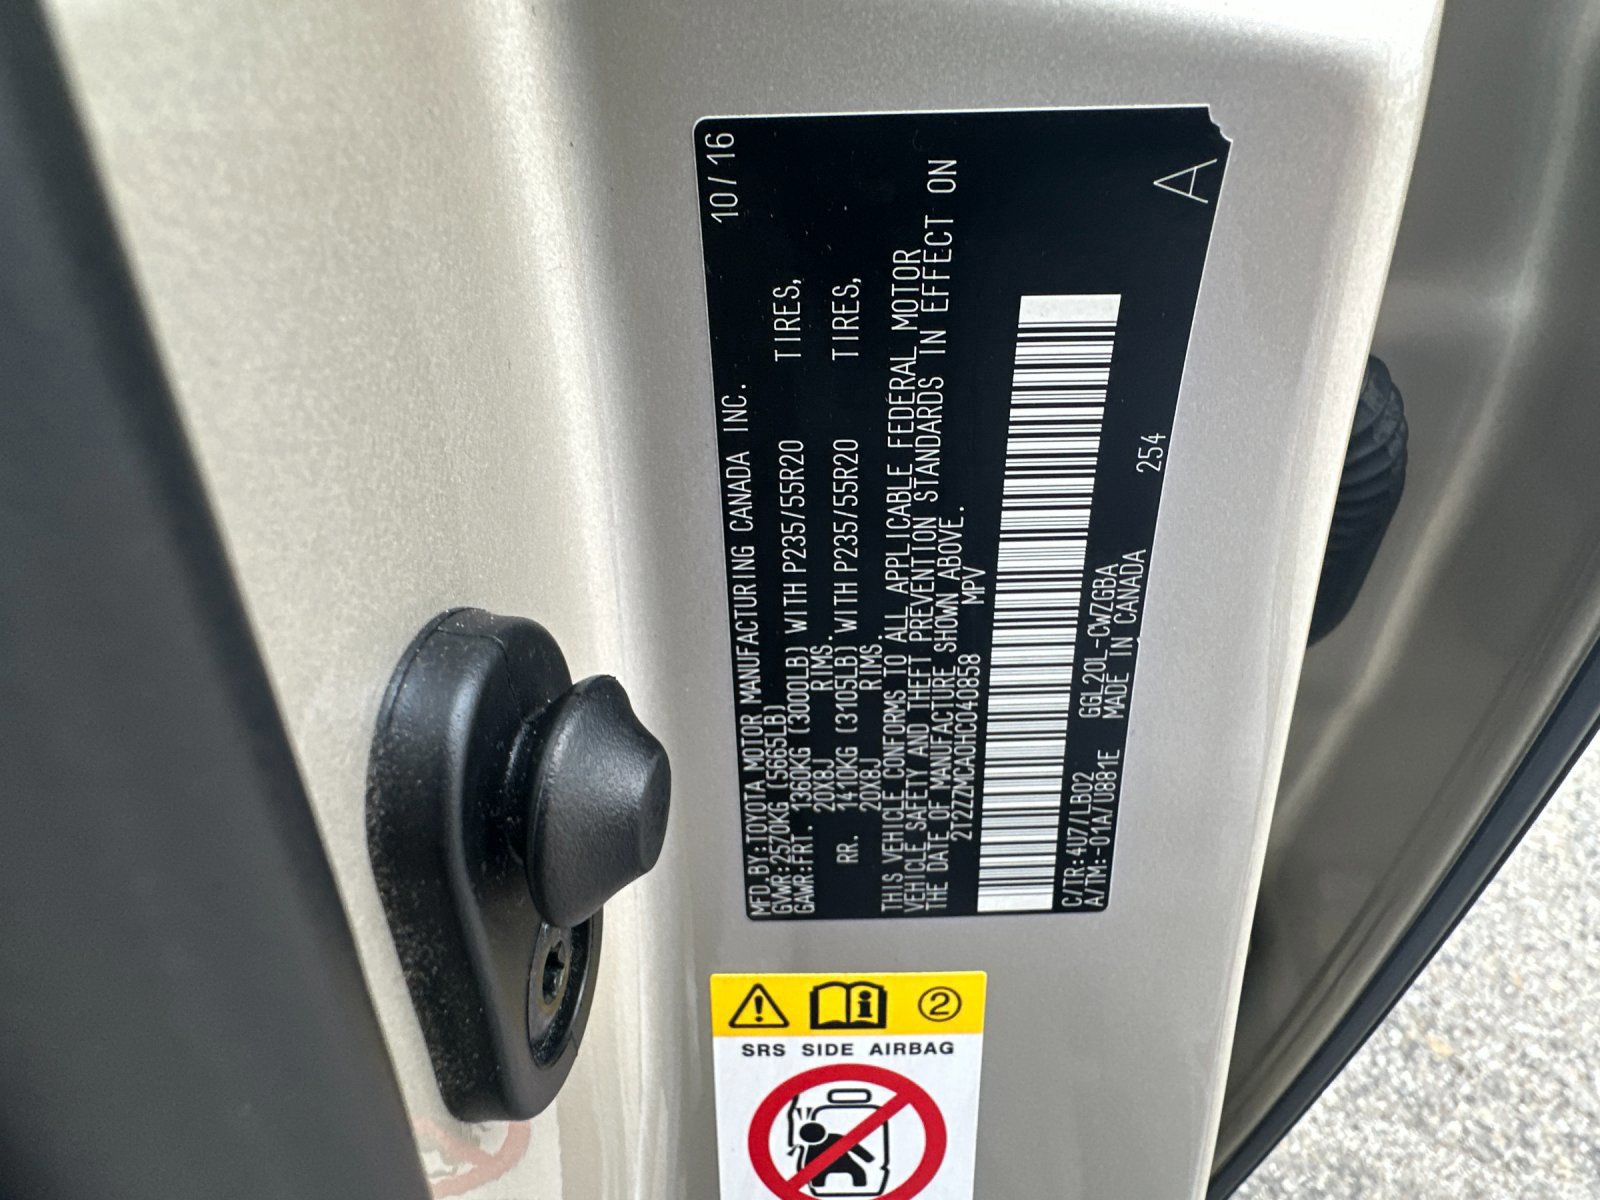 MFD.BY:TOYOTA MOTOR MANUFACTURING CANADA INC. 10/16
GVWR:2570KG (5665LB)
GAWR:FRT. 1360KG (3000LB) WITH P235/55R20 TIRES,
20X8J RIMS.
RR. 1410KG (3105LB) WITH P235/55R20 TIRES,
20X8J RIMS.
THIS VEHICLE CONFORMS TO ALL APPLICABLE FEDERAL MOTOR
VEHICLE SAFETY AND THEFT PREVENTION STANDARDS IN EFFECT ON
THE DATE OF MANUFACTURE SHOWN ABOVE.
2T2ZZMCA0HC040858 MPV
C/TR:4U7/LB02 GGL20L-CWZGBA
A/TM:-01A/U881E MADE IN CANADA 254
A
2
SRS SIDE AIRBAG